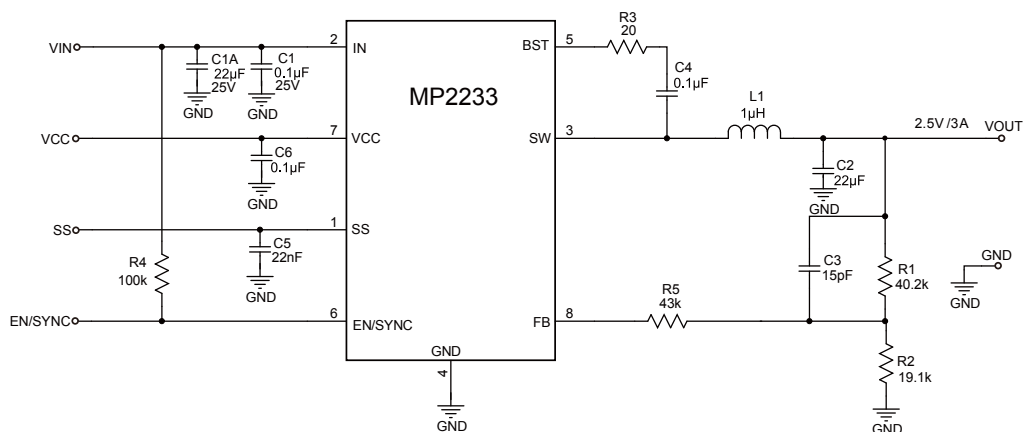 VIN
2
IN
C1A
22µF
25V
GND
C1
0.1µF
25V
GND
VCC
7
VCC
C6
0.1µF
GND
SS
1
SS
C5
22nF
GND
R4
100k
EN/SYNC
6
EN/SYNC
MP2233
GND
4
GND
BST
5
R3
20
C4
0.1µF
SW
3
L1
1µH
2.5V/3A
VOUT
C2
22µF
GND
C3
15pF
R1
40.2k
GND
GND
FB
8
R5
43k
R2
19.1k
GND